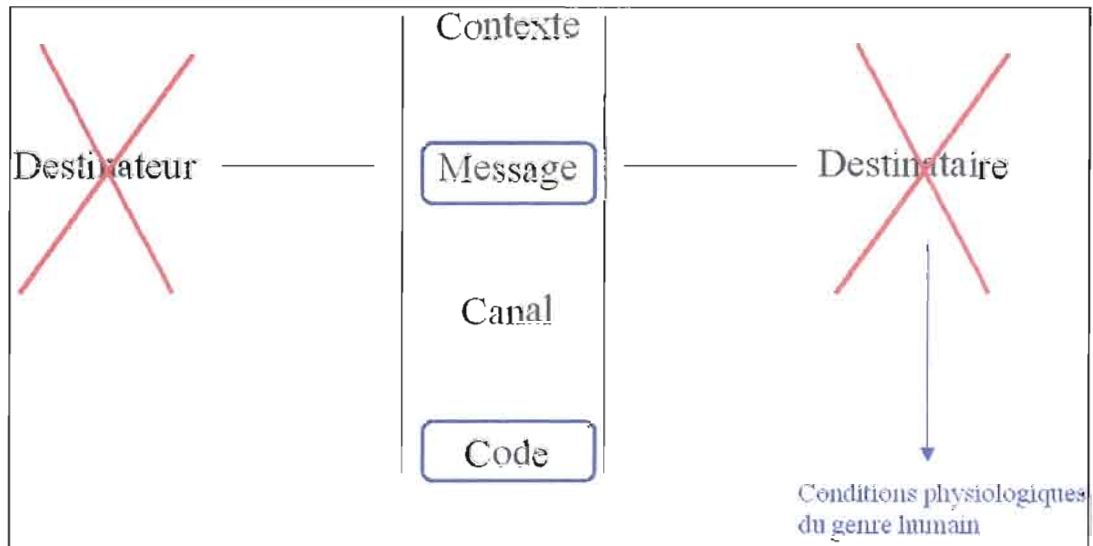 Contexte
Destinateur
Message
Destinataire
Canal
Code
Conditions physiologiques
du genre humain